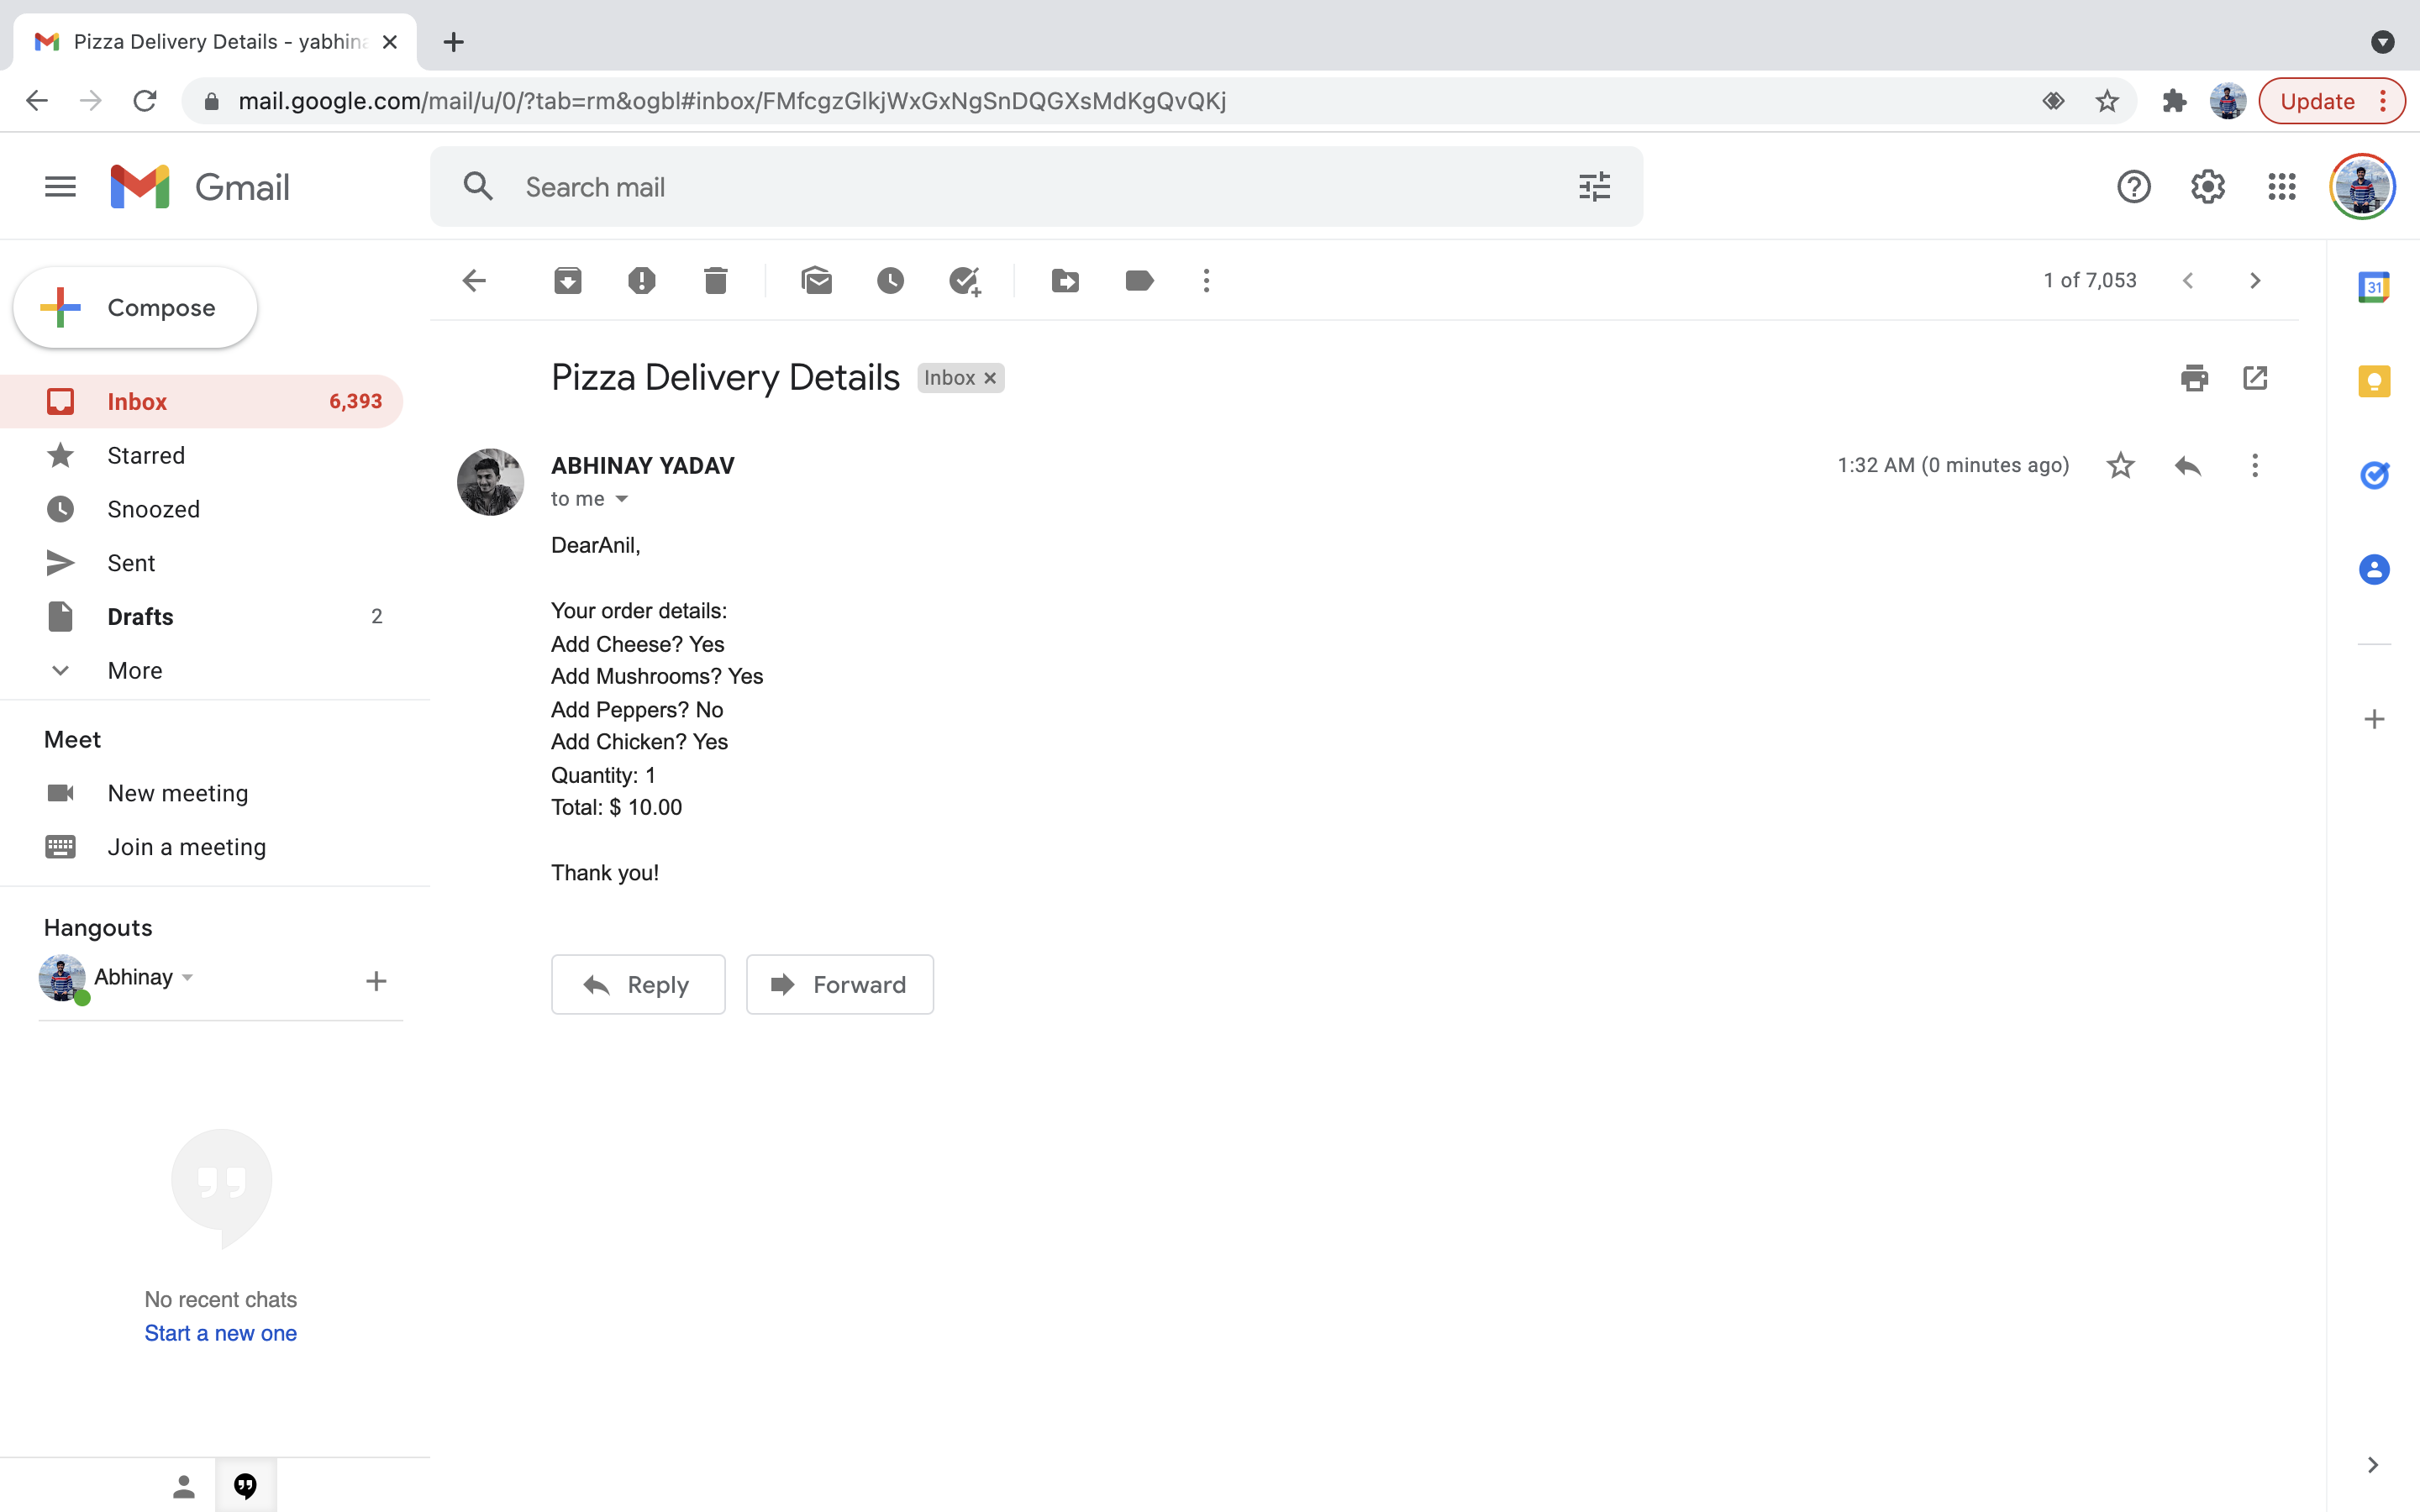 Pizza Delivery Details - yabhina
mail.google.com/mail/u/0/?tab=rm&ogbl#inbox/FMfcgzGlkjWxGxNgSnDQGXsMdKgQvQKj
Update
Gmail
Search mail
Compose
1 of 7,053
31
Pizza Delivery Details Inbox
Inbox 6,393
Starred
Snoozed
Sent
Drafts 2
More
ABHINAY YADAV
1:32 AM (0 minutes ago)
to me
DearAnil,
Your order details:
Add Cheese? Yes
Add Mushrooms? Yes
Add Peppers? No
Add Chicken? Yes
Quantity: 1
Total: $ 10.00
Thank you!
Reply
Forward
Meet
New meeting
Join a meeting
Hangouts
Abhinay
No recent chats
Start a new one